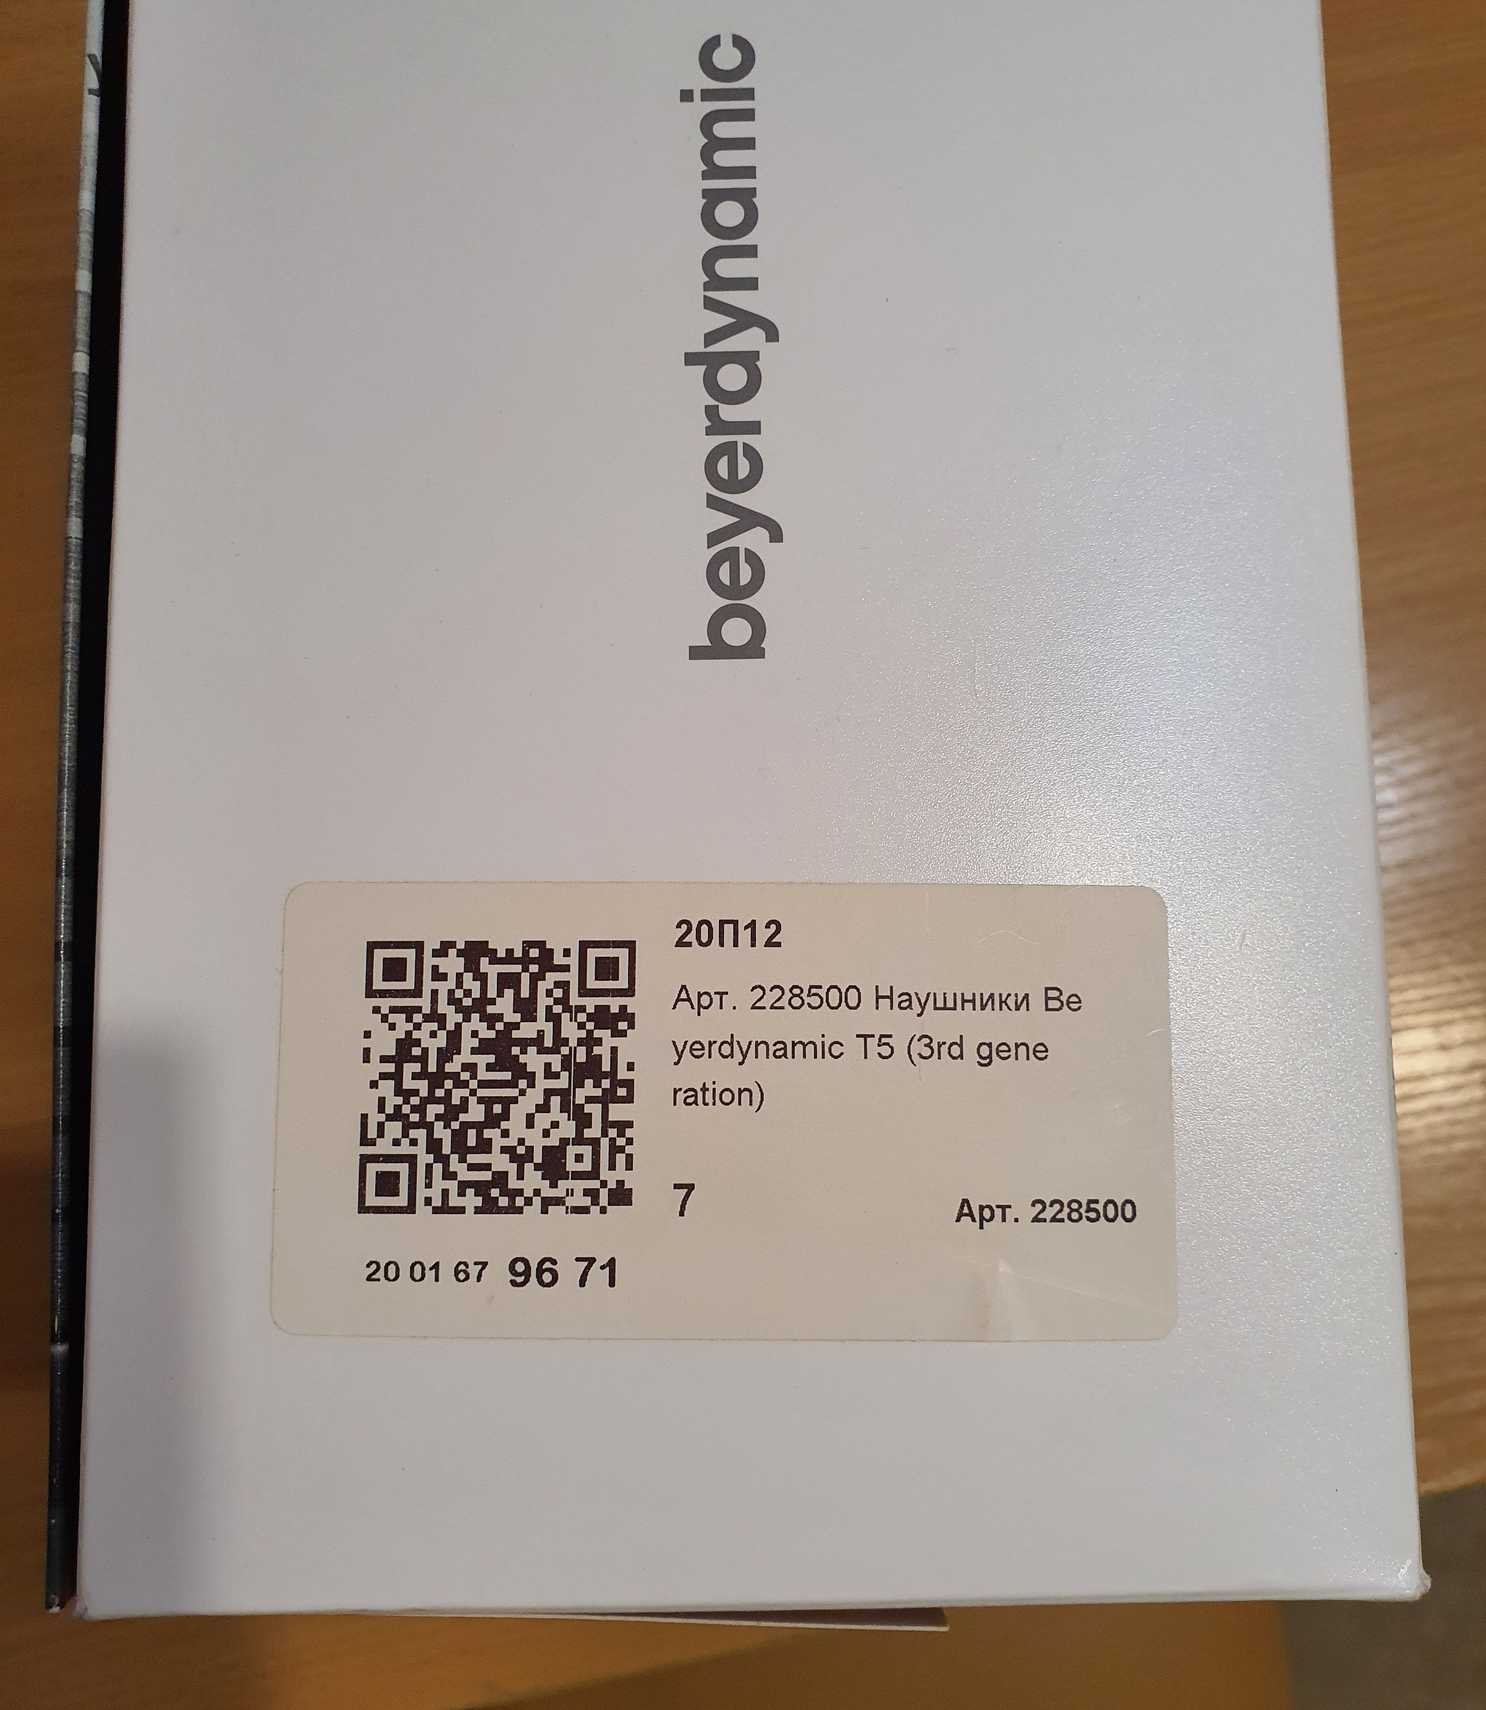 beyerdynamic
20П12
Арт. 228500 Наушники Be
yerdynamic T5 (3rd gene
ration)
7
Арт. 228500
20 01 67 96 71